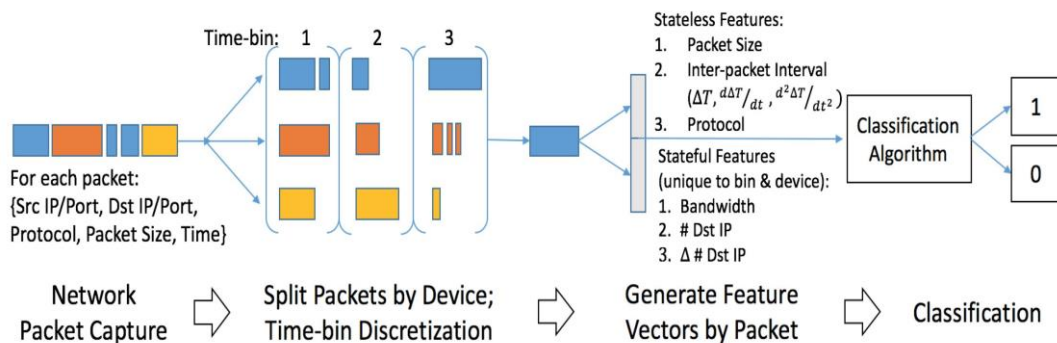 Time-bin: 1 2 3
For each packet:
{Src IP/Port, Dst IP/Port,
Protocol, Packet Size, Time}
Stateless Features:
1. Packet Size
2. Inter-packet Interval
(ΔT, dΔT/dt , d²ΔT/dt² )
3. Protocol
Stateful Features
(unique to bin & device):
1. Bandwidth
2. # Dst IP
3. Δ # Dst IP
Classification
Algorithm
1
0
Network
Packet Capture
Split Packets by Device;
Time-bin Discretization
Generate Feature
Vectors by Packet
Classification